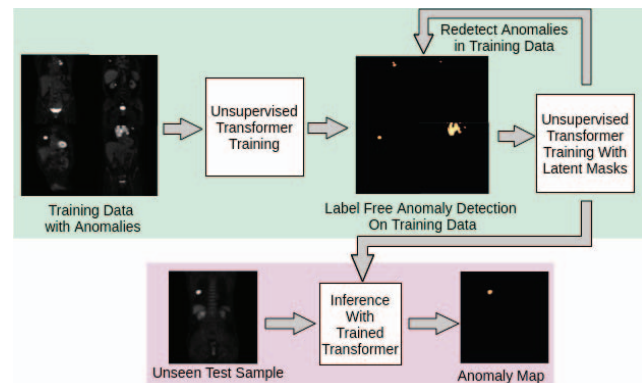 Redetect Anomalies
in Training Data
Unsupervised
Transformer
Training
Unsupervised
Transformer
Training With
Latent Masks
Training Data
with Anomalies
Label Free Anomaly Detection
On Training Data
Inference
With
Trained
Transformer
Unseen Test Sample
Anomaly Map